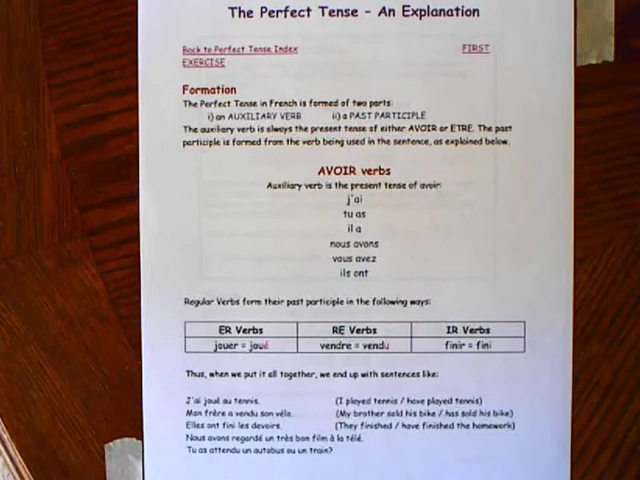 The Perfect Tense - An Explanation
Back to Perfect Tense Index FIRST
EXERCISE
Formation
The Perfect Tense in French is formed of two parts:
i) an AUXILIARY VERB ii) a PAST PARTICIPLE
The auxiliary verb is always the present tense of either AVOIR or ETRE. The past
participle is formed from the verb being used in the sentence, as explained below.
AVOIR verbs
Auxiliary verb is the present tense of avoir:
j'ai
tu as
il a
nous avons
vous avez
ils ont
Regular Verbs form their past participle in the following ways:
ER Verbs RE Verbs IR Verbs
jouer = joué vendre = vendu finir = fini
Thus, when we put it all together, we end up with sentences like:
J'ai joué au tennis. (I played tennis / have played tennis)
Mon frère a vendu son vélo. (My brother sold his bike / has sold his bike)
Elles ont fini les devoirs. (They finished / have finished the homework)
Nous avons regardé un très bon film à la télé.
Tu as attendu un autobus ou un train?